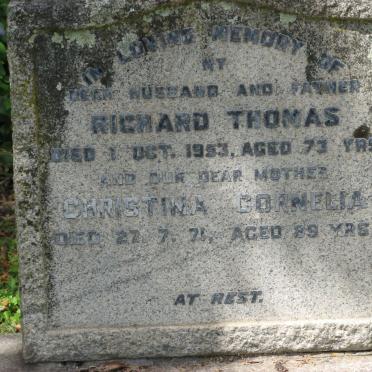 IN LOVING MEMORY OF
MY
DEAR HUSBAND AND FATHER
RICHARD THOMAS
DIED 1 OCT. 1953, AGED 73 YRS
AND OUR DEAR MOTHER
CHRISTINA CORNELIA
DIED 27. 7. 71, AGED 89 YRS
AT REST.